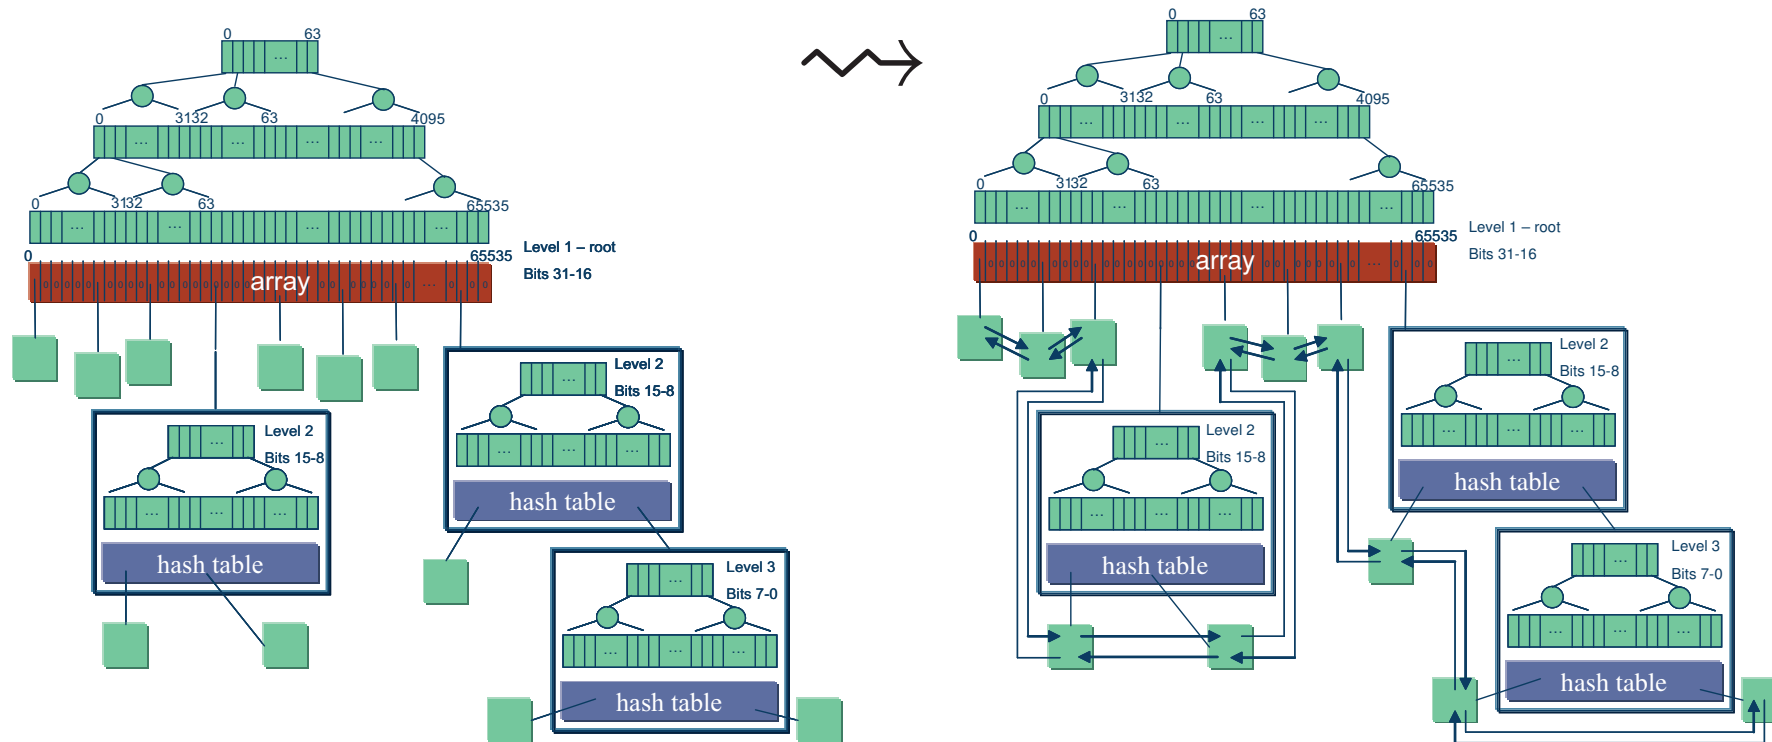 0 63
...
3132 63
0 4095
... ... ... ...
0 3132 63 65535
... ... ... ... ...
Level 1 – root
0 65535
Bits 31-16
array
...
Level 2
Bits 15-8
...
... ... ...
hash table
Level 2
Bits 15-8
...
... ... ...
hash table
Level 3
Bits 7-0
...
... ... ...
hash table
0 63
...
0 3132 63 4095
... ... ... ...
0 3132 63 65535
... ... ... ... ...
Level 1 – root
0 65535
Bits 31-16
array
...
Level 2
Bits 15-8
...
... ... ...
hash table
Level 2
Bits 15-8
...
... ... ...
hash table
Level 3
Bits 7-0
...
... ... ...
hash table